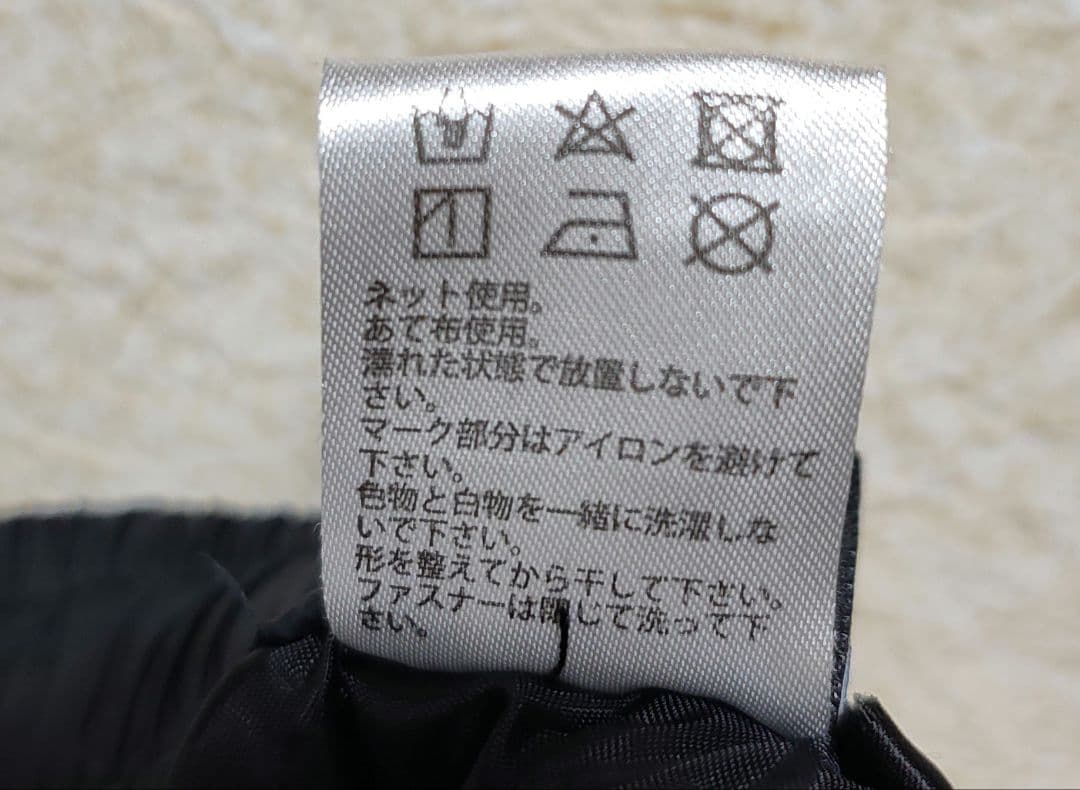 ネット使用。
あて布使用。
濡れた状態で放置しないで下
さい。
マーク部分はアイロンを避けて
下さい。
色物と白物を一緒に洗濯しな
いで下さい。
形を整えてから干して下さい。
ファスナーは閉じて洗って下
さい。